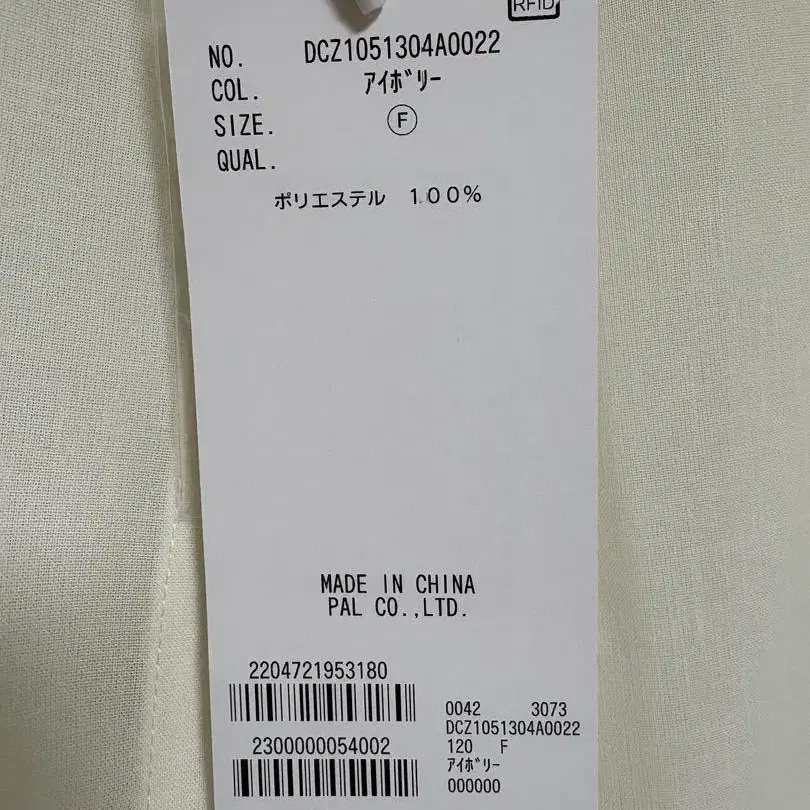 RFID
NO. DCZ1051304A0022
COL. ｱｲﾎﾞﾘｰ
SIZE. Ⓕ
QUAL.
ポリエステル 100%
MADE IN CHINA
PAL CO.,LTD.
2204721953180
2300000054002
0042 3073
DCZ1051304A0022
120 F
ｱｲﾎﾞﾘｰ
000000